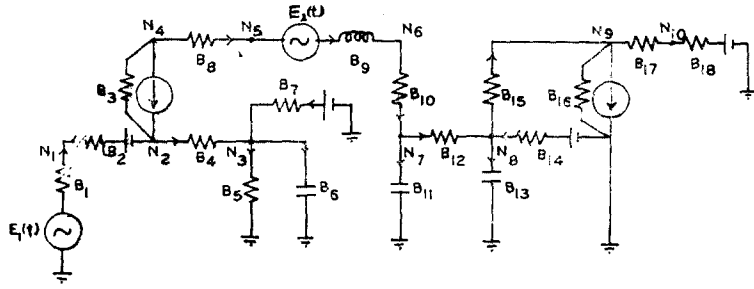 E₂(t)
N₄ N₅ N₆ N₉ N₁₀
B₈ B₉ B₁₇ B₁₈
B₃ B₇ B₁₀ B₁₅ B₁₆
N₁ B₂ N₂ B₄ N₃ N₇ B₁₂ N₈ B₁₄
B₁ B₅ B₆ B₁₁ B₁₃
E₁(t)